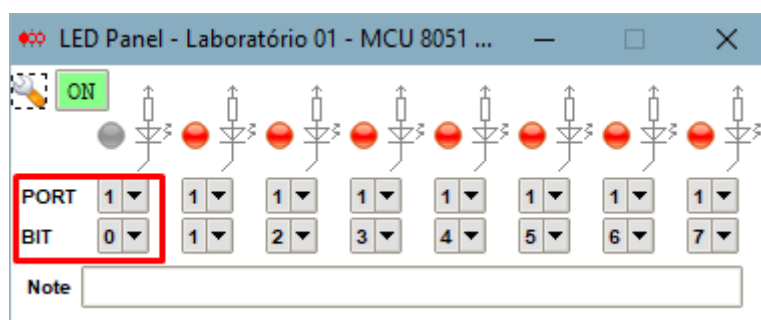 LED Panel - Laboratório 01 - MCU 8051 ...
ON
PORT 1 1 1 1 1 1 1 1
BIT 0 1 2 3 4 5 6 7
Note